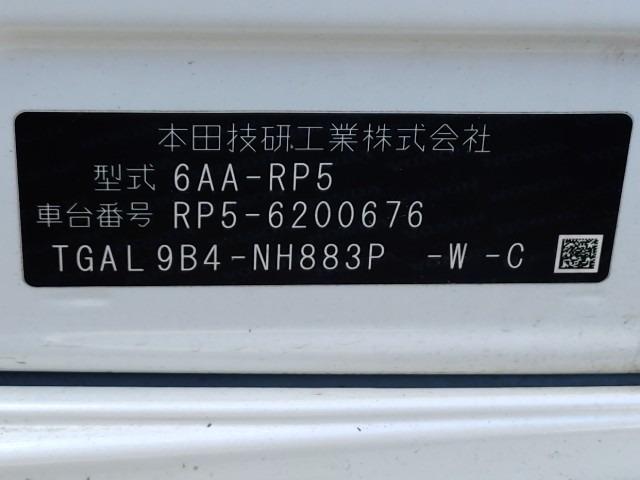 本田技研工業株式会社
型式 6AA-RP5
車台番号 RP5-6200676
TGAL9B4-NH883P -W -C